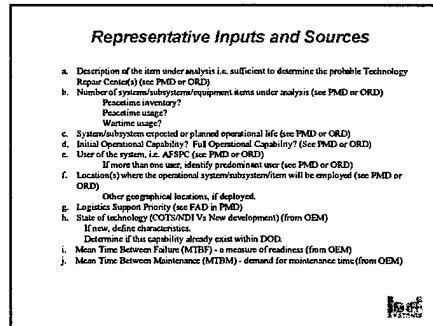 Representative Inputs and Sources
a. Description of the item under analysis i.e. sufficient to determine the probable Technology
Repair Center(s) (see PMD or ORD)
b. Number of systems/subsystems/equipment items under analysis (see PMD or ORD)
Peacetime inventory?
Peacetime usage?
Wartime usage?
c. System/subsystem expected or planned operational life (see PMD or ORD)
d. Initial Operational Capability? Full Operational Capability? (See PMD or ORD)
e. User of the system, i.e. AFSPC (see PMD or ORD)
If more than one user, identify predominant user (see PMD or ORD)
f. Location(s) where the operational system/subsystem/item will be employed (see PMD or
ORD)
Other geographical locations, if deployed.
g. Logistics Support Priority (see FAD in PMD)
h. State of technology (COTS/NDI Vs New development) (from OEM)
If new, define characteristics.
Determine if this capability already exist within DOD.
i. Mean Time Between Failure (MTBF) - a measure of readiness (from OEM)
j. Mean Time Between Maintenance (MTBM) - demand for maintenance time (from OEM)
SYSTEMS